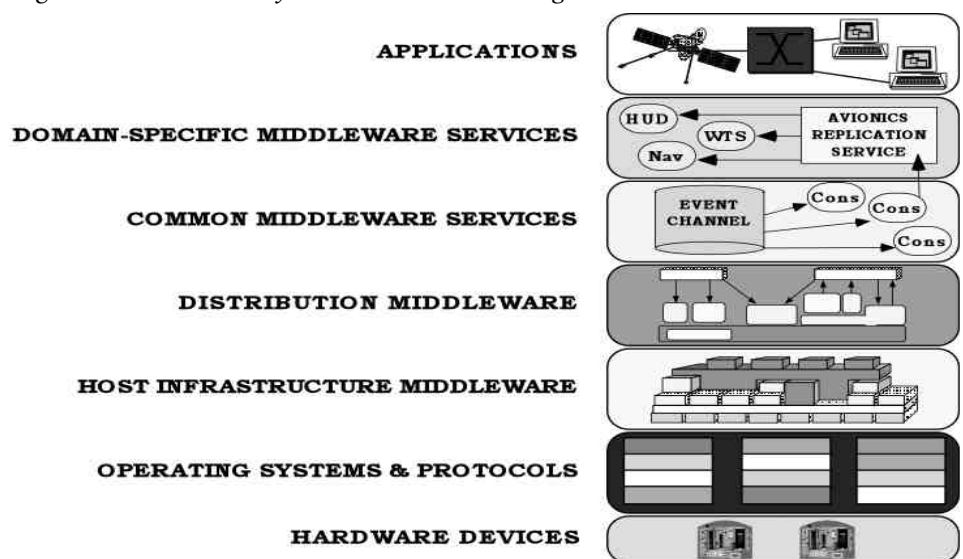 APPLICATIONS
DOMAIN-SPECIFIC MIDDLEWARE SERVICES
HUD
WTS
Nav
AVIONICS
REPLICATION
SERVICE
COMMON MIDDLEWARE SERVICES
EVENT
CHANNEL
Cons
Cons
Cons
DISTRIBUTION MIDDLEWARE
HOST INFRASTRUCTURE MIDDLEWARE
OPERATING SYSTEMS & PROTOCOLS
HARDWARE DEVICES